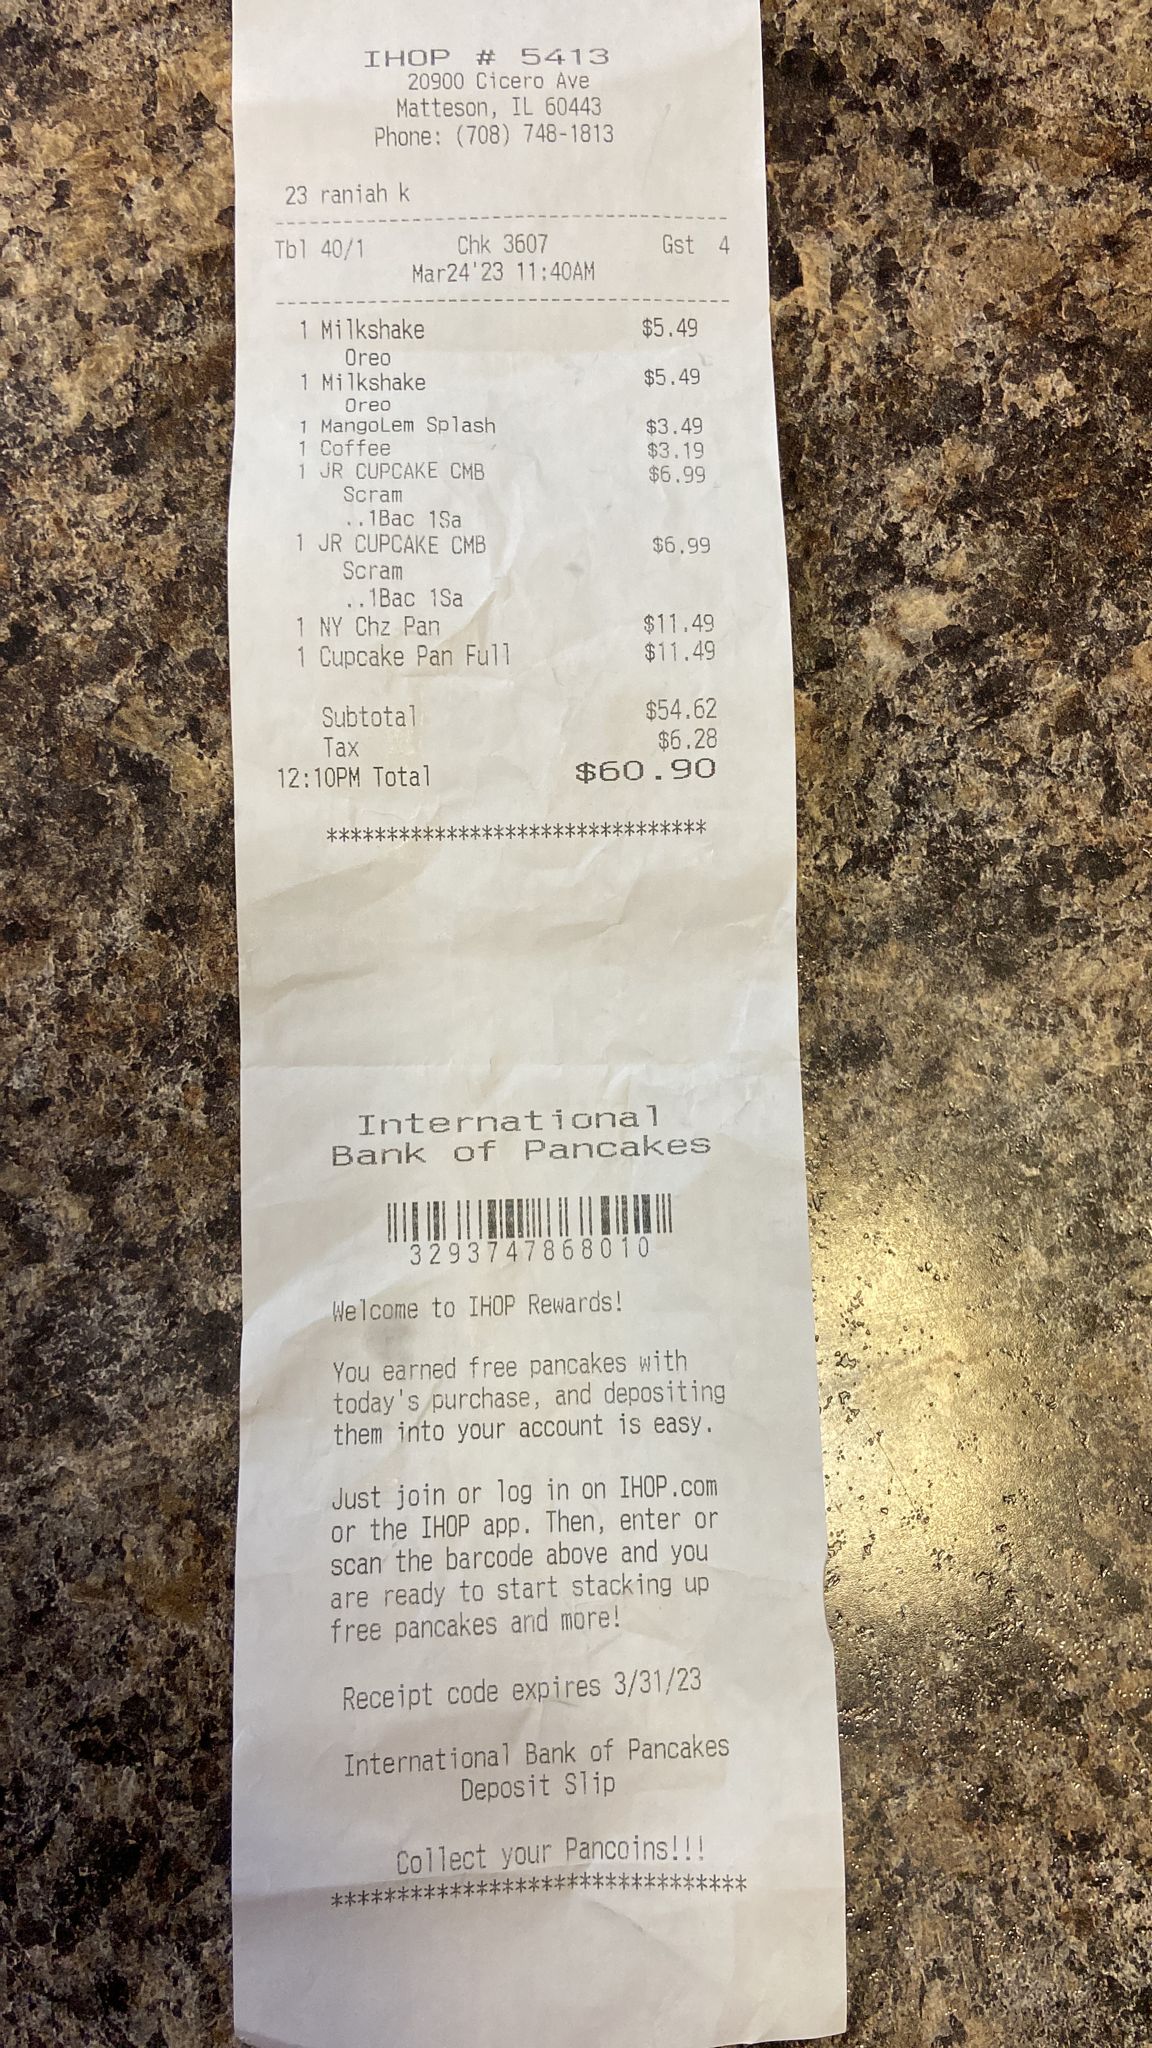 IHOP # 5413
20900 Cicero Ave
Matteson, IL 60443
Phone: (708) 748-1813
23 raniah k
--------------------------------
Tbl 40/1 Chk 3607 Gst 4
Mar24'23 11:40AM
--------------------------------
1 Milkshake $5.49
Oreo
1 Milkshake $5.49
Oreo
1 MangoLem Splash $3.49
1 Coffee $3.19
1 JR CUPCAKE CMB $6.99
Scram
..1Bac 1Sa
1 JR CUPCAKE CMB $6.99
Scram
..1Bac 1Sa
1 NY Chz Pan $11.49
1 Cupcake Pan Full $11.49
Subtotal $54.62
Tax $6.28
12:10PM Total $60.90
********************************
International
Bank of Pancakes
3293747868010
Welcome to IHOP Rewards!
You earned free pancakes with
today's purchase, and depositing
them into your account is easy.
Just join or log in on IHOP.com
or the IHOP app. Then, enter or
scan the barcode above and you
are ready to start stacking up
free pancakes and more!
Receipt code expires 3/31/23
International Bank of Pancakes
Deposit Slip
Collect your Pancoins!!!
********************************